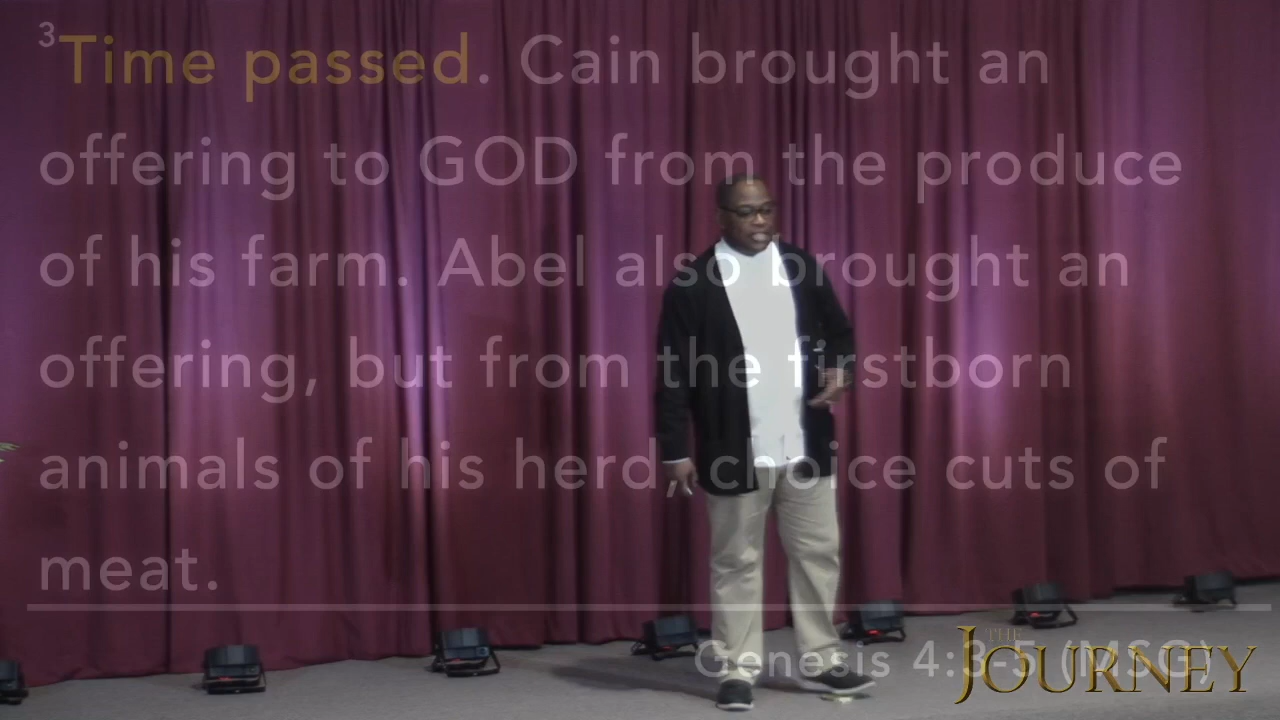 ³Time passed. Cain brought an
offering to GOD from the produce
of his farm. Abel also brought an
offering, but from the firstborn
animals of his herd, choice cuts of
meat.
Genesis 4:3-5 (MSG)
THE
JOURNEY